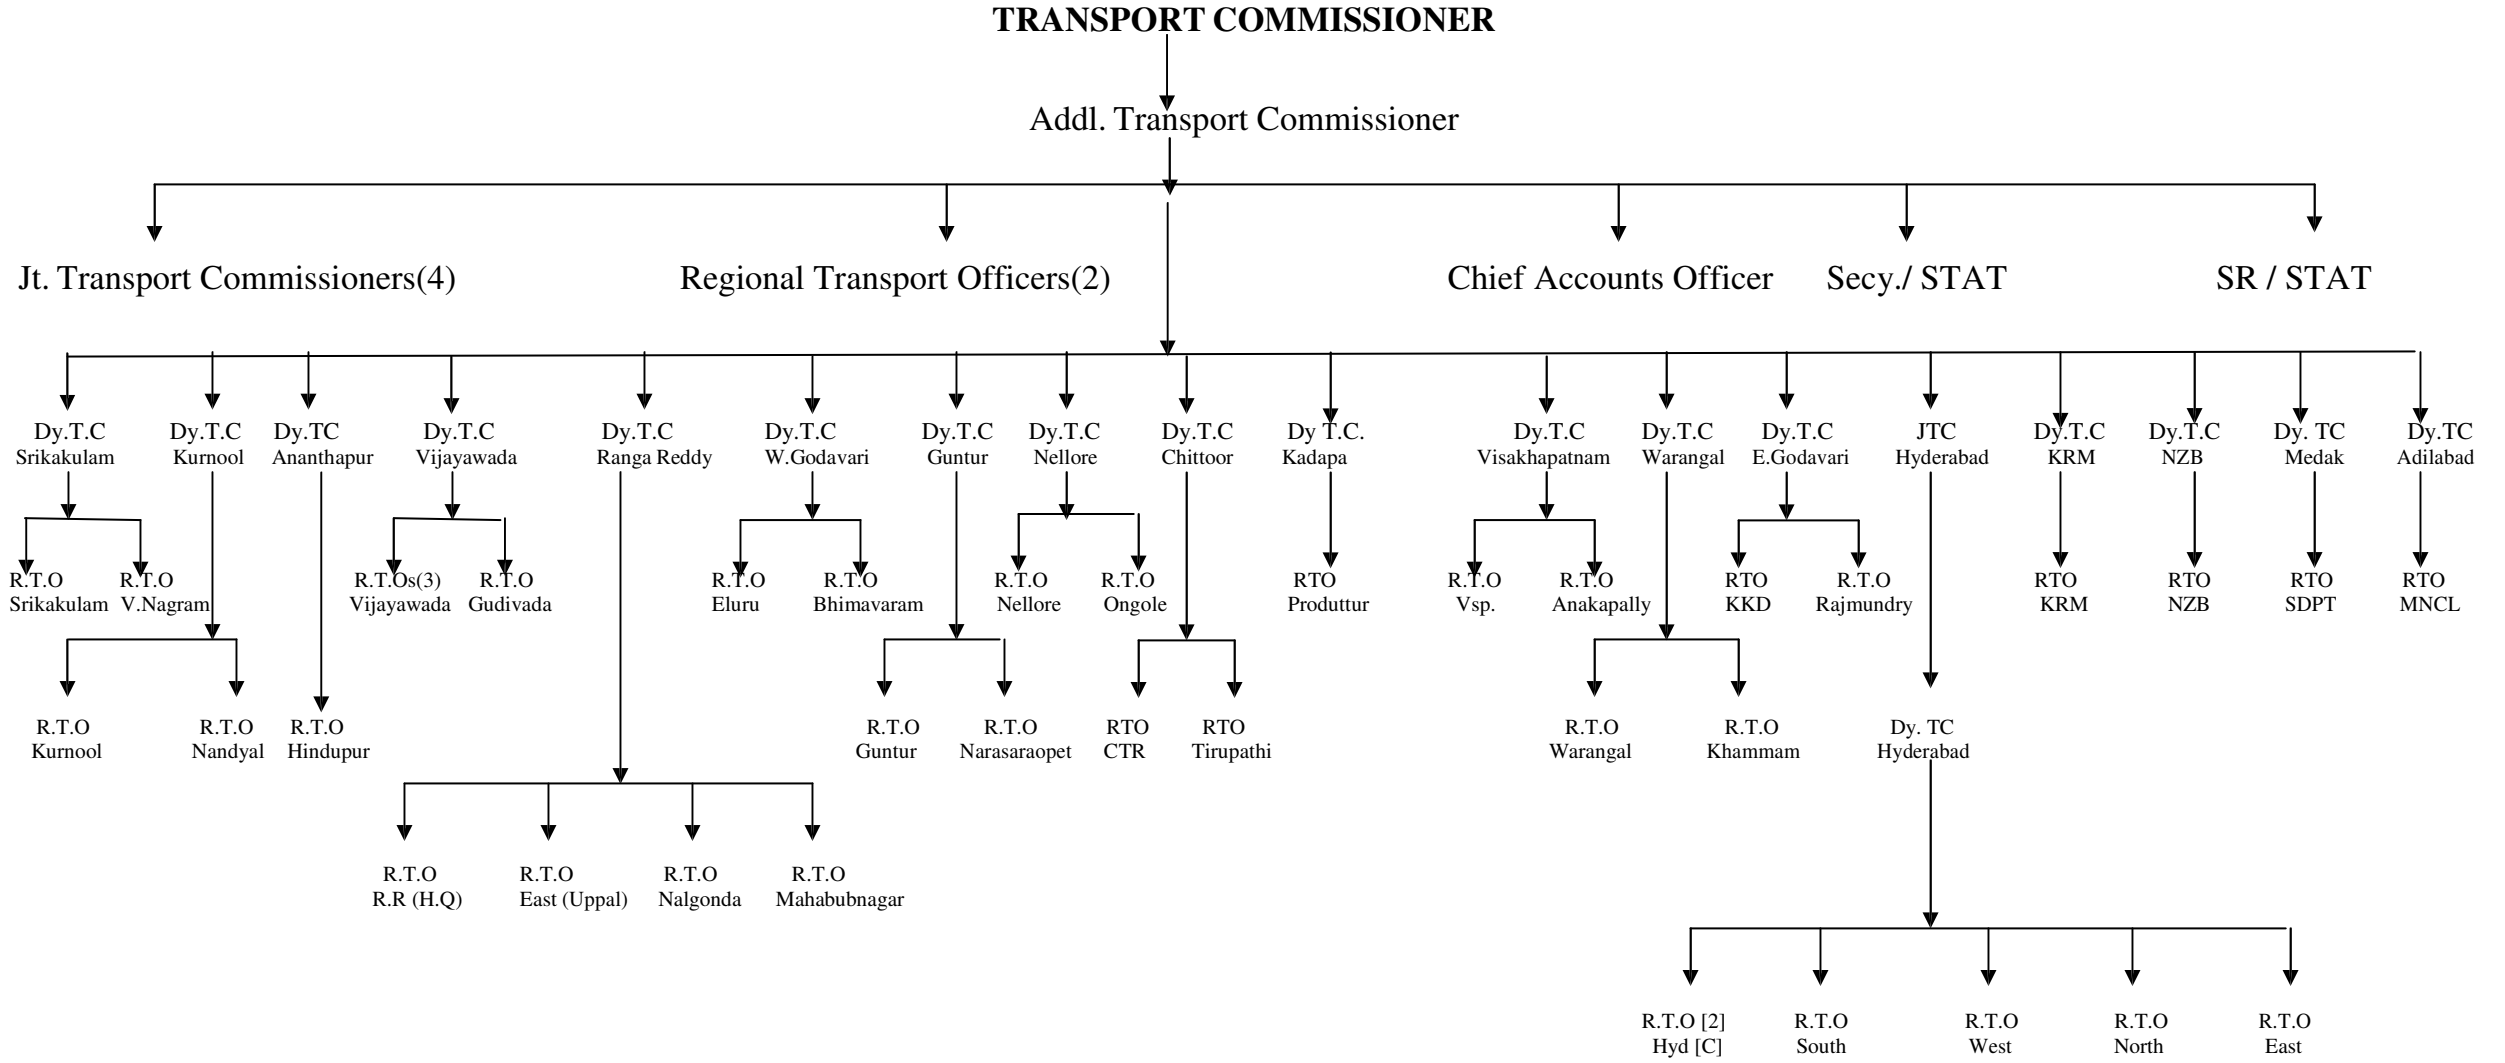 TRANSPORT COMMISSIONER
Addl. Transport Commissioner
Jt. Transport Commissioners(4) Regional Transport Officers(2) Chief Accounts Officer Secy./ STAT SR / STAT
Dy.T.C Dy.T.C Dy.TC Dy.T.C Dy.T.C Dy.T.C Dy.T.C Dy.T.C Dy.T.C Dy T.C. Dy.T.C Dy.T.C Dy.T.C JTC Dy.T.C Dy.T.C Dy. TC Dy.TC
Srikakulam Kurnool Ananthapur Vijayawada Ranga Reddy W.Godavari Guntur Nellore Chittoor Kadapa Visakhapatnam Warangal E.Godavari Hyderabad KRM NZB Medak Adilabad
R.T.O R.T.O R.T.Os(3) R.T.O R.T.O R.T.O R.T.O R.T.O RTO R.T.O R.T.O RTO R.T.O RTO RTO RTO RTO
Srikakulam V.Nagram Vijayawada Gudivada Eluru Bhimavaram Nellore Ongole Produttur Vsp. Anakapally KKD Rajmundry KRM NZB SDPT MNCL
R.T.O R.T.O R.T.O R.T.O R.T.O RTO RTO R.T.O R.T.O Dy. TC
Kurnool Nandyal Hindupur Guntur Narasaraopet CTR Tirupathi Warangal Khammam Hyderabad
R.T.O R.T.O R.T.O R.T.O
R.R (H.Q) East (Uppal) Nalgonda Mahabubnagar
R.T.O [2] R.T.O R.T.O R.T.O R.T.O
Hyd [C] South West North East